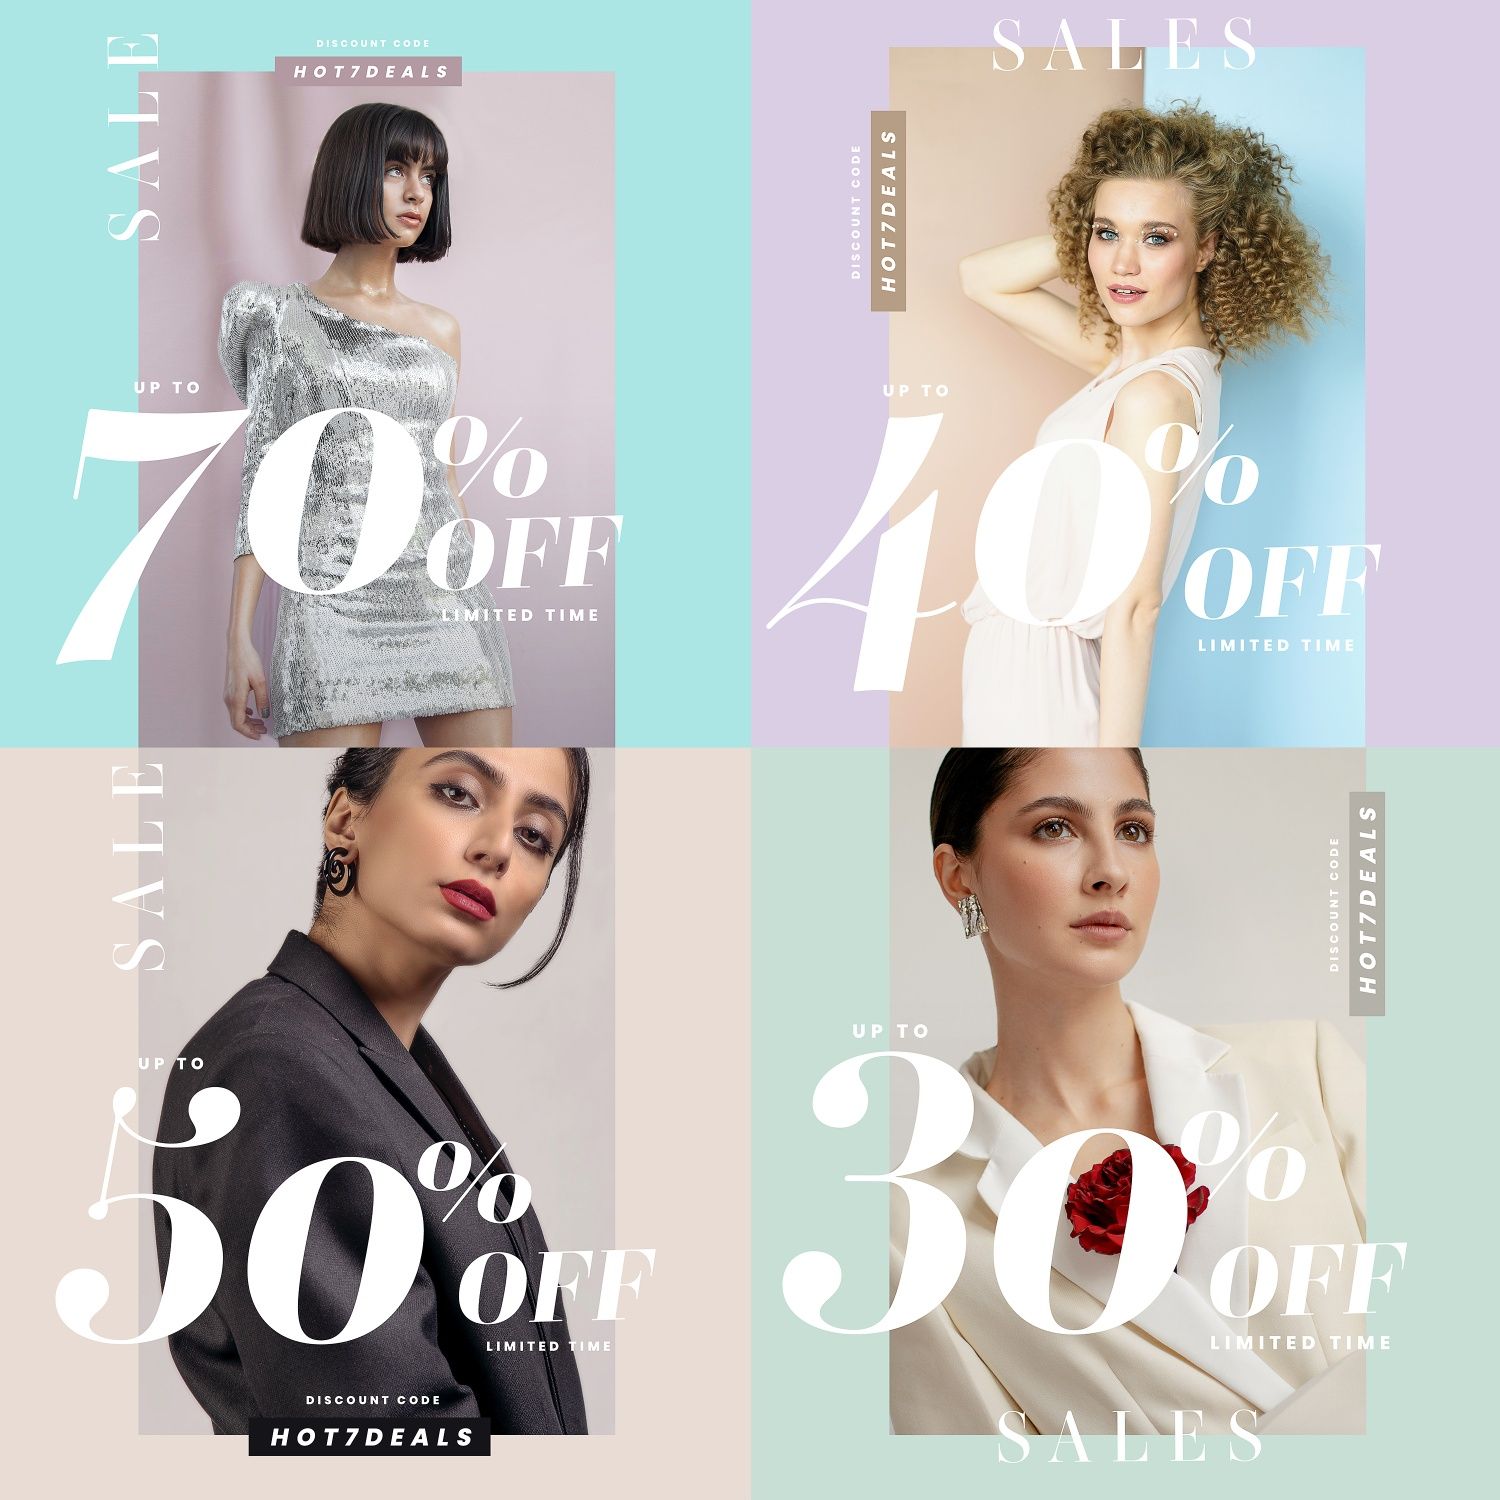 SALE
DISCOUNT CODE
HOT7DEALS
UP TO
70%
OFF
LIMITED TIME
SALES
DISCOUNT CODE
HOT7DEALS
UP TO
40%
OFF
LIMITED TIME
SALE
UP TO
50%
OFF
LIMITED TIME
DISCOUNT CODE
HOT7DEALS
DISCOUNT CODE
HOT7DEALS
UP TO
30%
OFF
LIMITED TIME
SALES